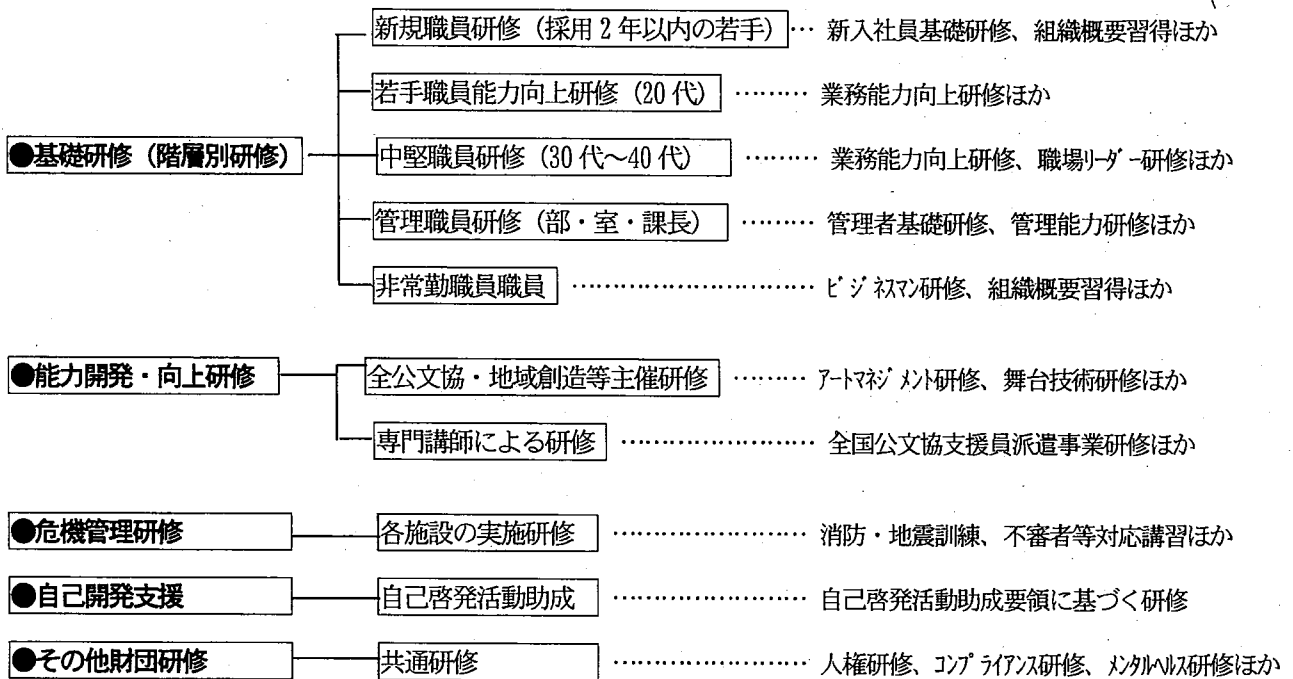 新規職員研修（採用2年以内の若手）… 新入社員基礎研修、組織概要習得ほか
若手職員能力向上研修（20代）……… 業務能力向上研修ほか
●基礎研修（階層別研修） 中堅職員研修（30代～40代）……… 業務能力向上研修、職場ﾘｰﾀﾞｰ研修ほか
管理職員研修（部・室・課長）……… 管理者基礎研修、管理能力研修ほか
非常勤職員職員 ………………………… ﾋﾞｼﾞﾈｽﾏﾝ研修、組織概要習得ほか
●能力開発・向上研修 全公文協・地域創造等主催研修 ……… ｱｰﾄﾏﾈｼﾞﾒﾝﾄ研修、舞台技術研修ほか
専門講師による研修 …………………… 全国公文協支援員派遣事業研修ほか
●危機管理研修 各施設の実施研修 …………………… 消防・地震訓練、不審者等対応講習ほか
●自己開発支援 自己啓発活動助成 …………………… 自己啓発活動助成要領に基づく研修
●その他財団研修 共通研修 …………………… 人権研修、ｺﾝﾌﾟﾗｲｱﾝｽ研修、ﾒﾝﾀﾙﾍﾙｽ研修ほか